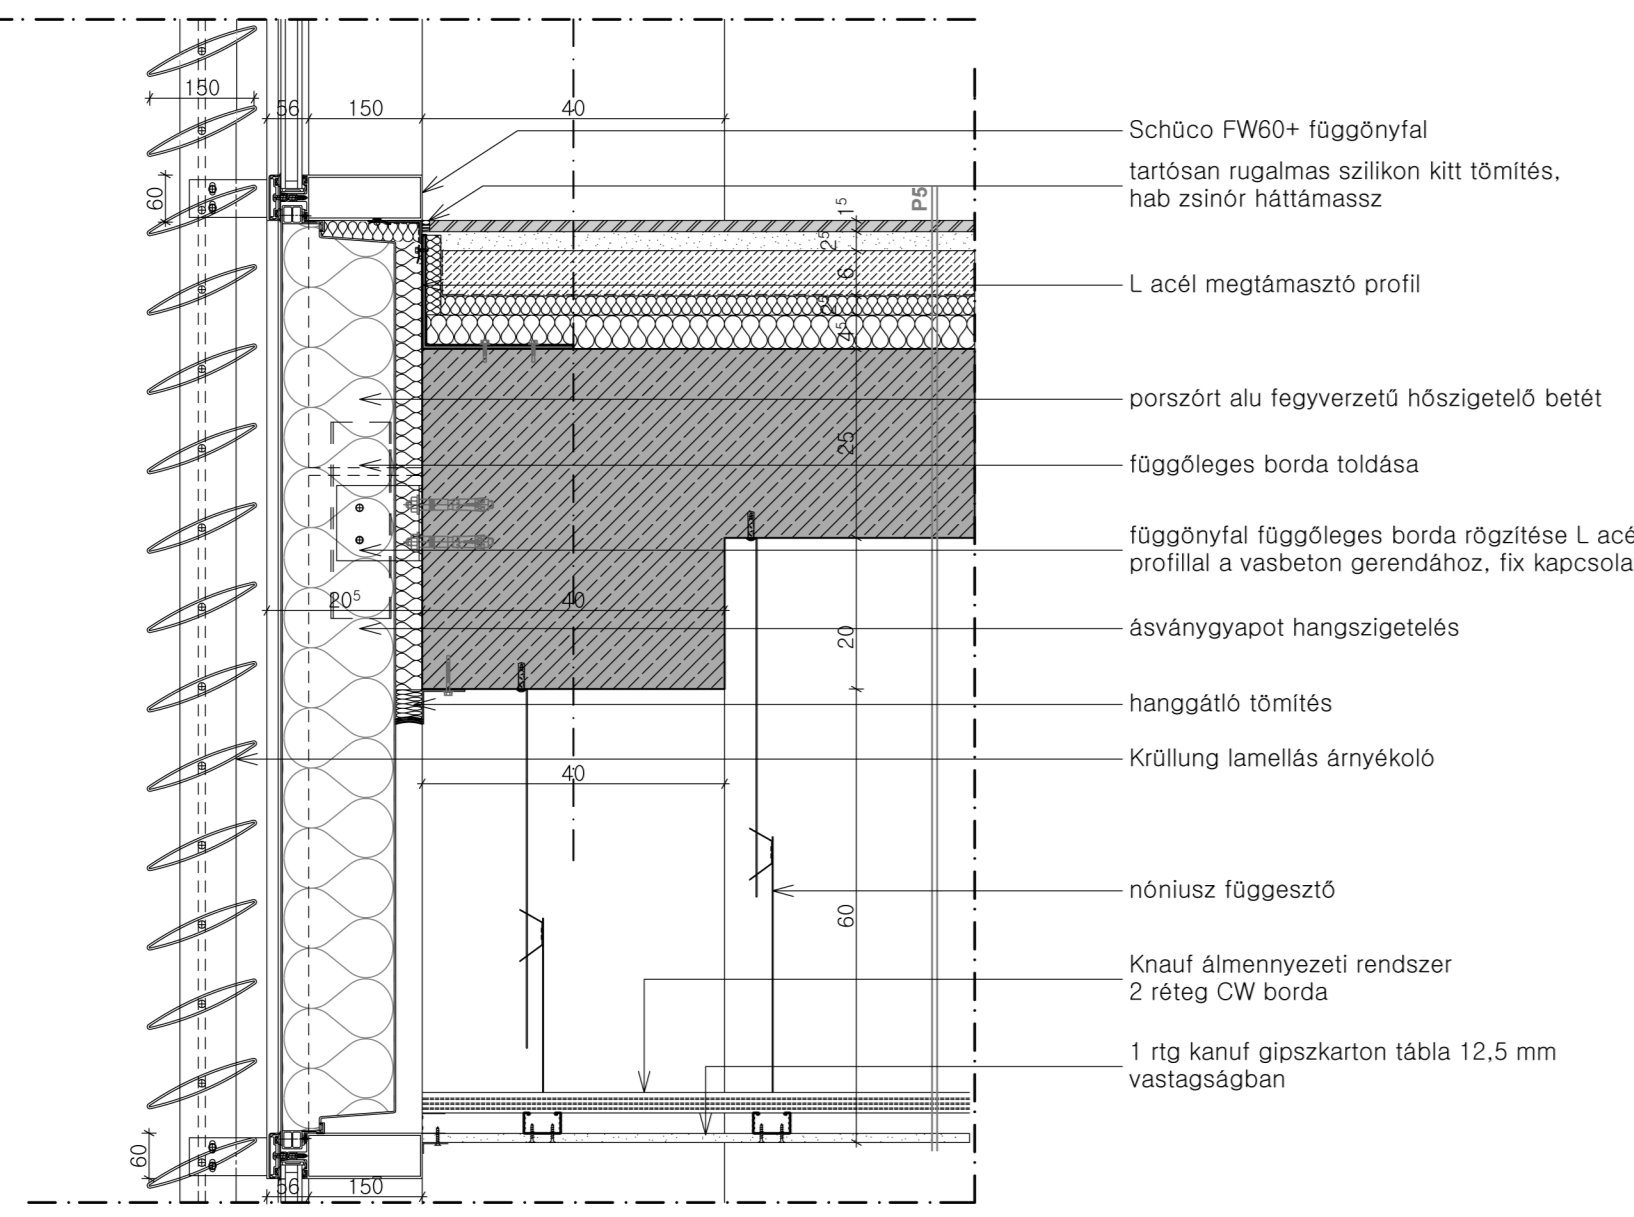 150
56
150
40
60
Schüco FW60+ függönyfal
tartósan rugalmas szilikon kitt tömítés,
hab zsinór háttámassz
P5
1⁵
2⁵
6
L acél megtámasztó profil
2⁵
4⁵
porszórt alu fegyverzetű hőszigetelő betét
25
függőleges borda toldása
függönyfal függőleges borda rögzítése L acé
profillal a vasbeton gerendához, fix kapcsola
20⁵
40
20
ásványgyapot hangszigetelés
hanggátló tömítés
Krüllung lamellás árnyékoló
40
nóniusz függesztő
60
Knauf álmennyezeti rendszer
2 réteg CW borda
1 rtg kanuf gipszkarton tábla 12,5 mm
vastagságban
60
56
150